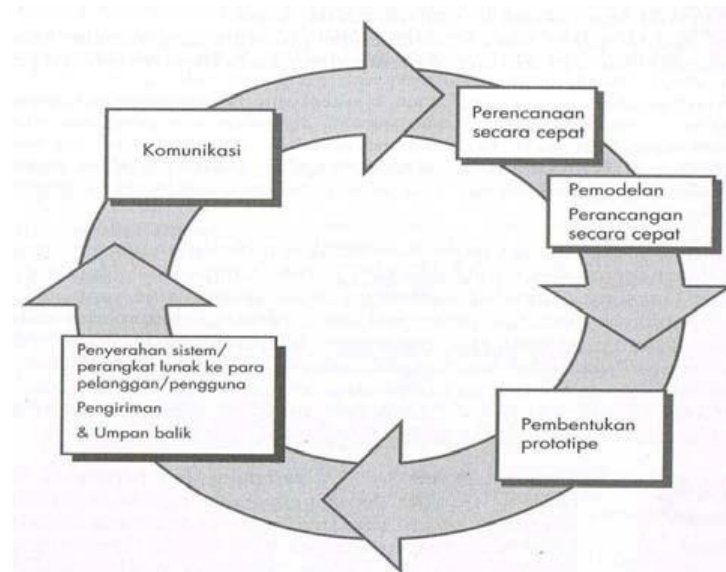 Komunikasi
Perencanaan
secara cepat
Pemodelan
Perancangan
secara cepat
Pembentukan
prototipe
Penyerahan sistem/
perangkat lunak ke para
pelanggan/pengguna
Pengiriman
& Umpan balik